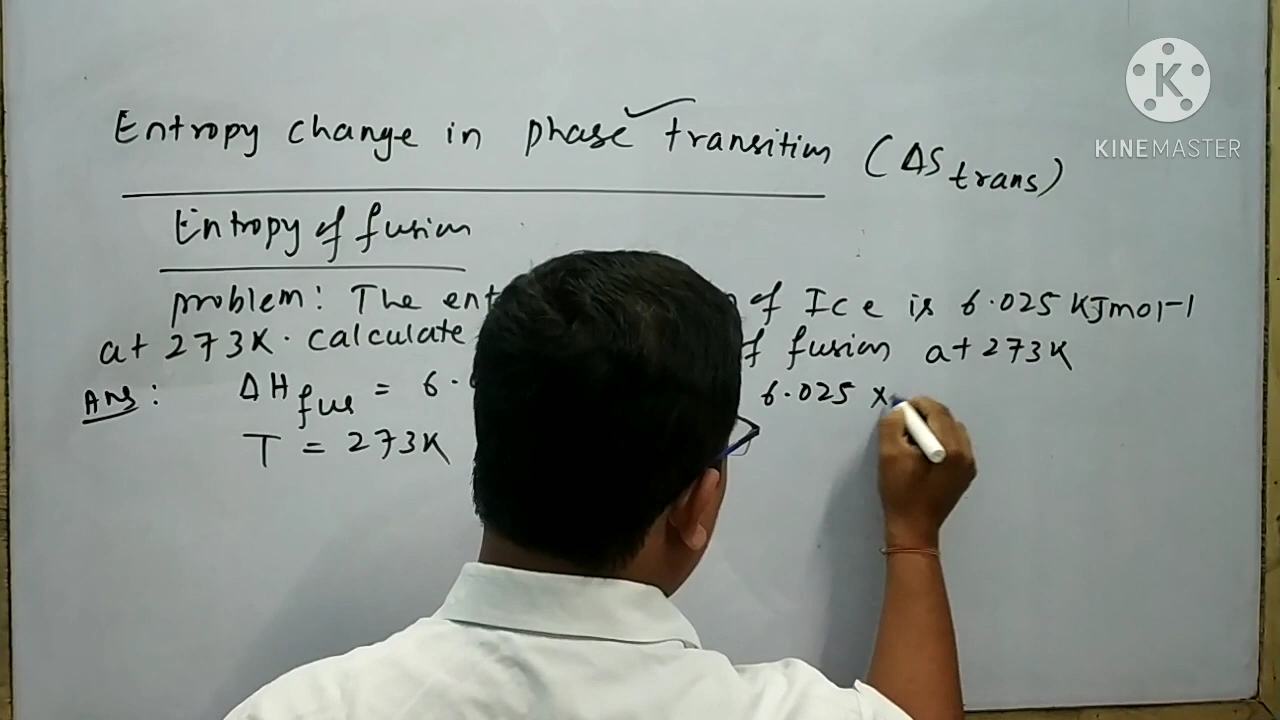 Entropy change in phase transition (ΔS trans)
Entropy of fusion
problem: The of Ice is 6.025 KJmol-1
at 273K. calculate of fusion at 273K
Ans: ΔH fus = 6. 6.025 x
T = 273K
K
KINEMASTER